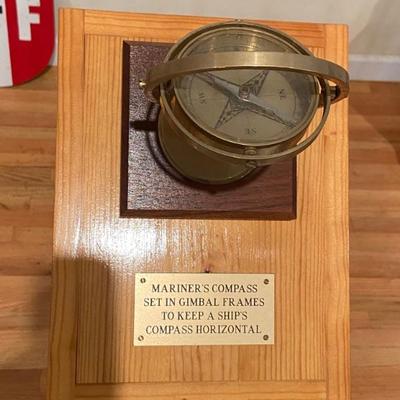 MARINER'S COMPASS
SET IN GIMBAL FRAMES
TO KEEP A SHIP'S
COMPASS HORIZONTAL